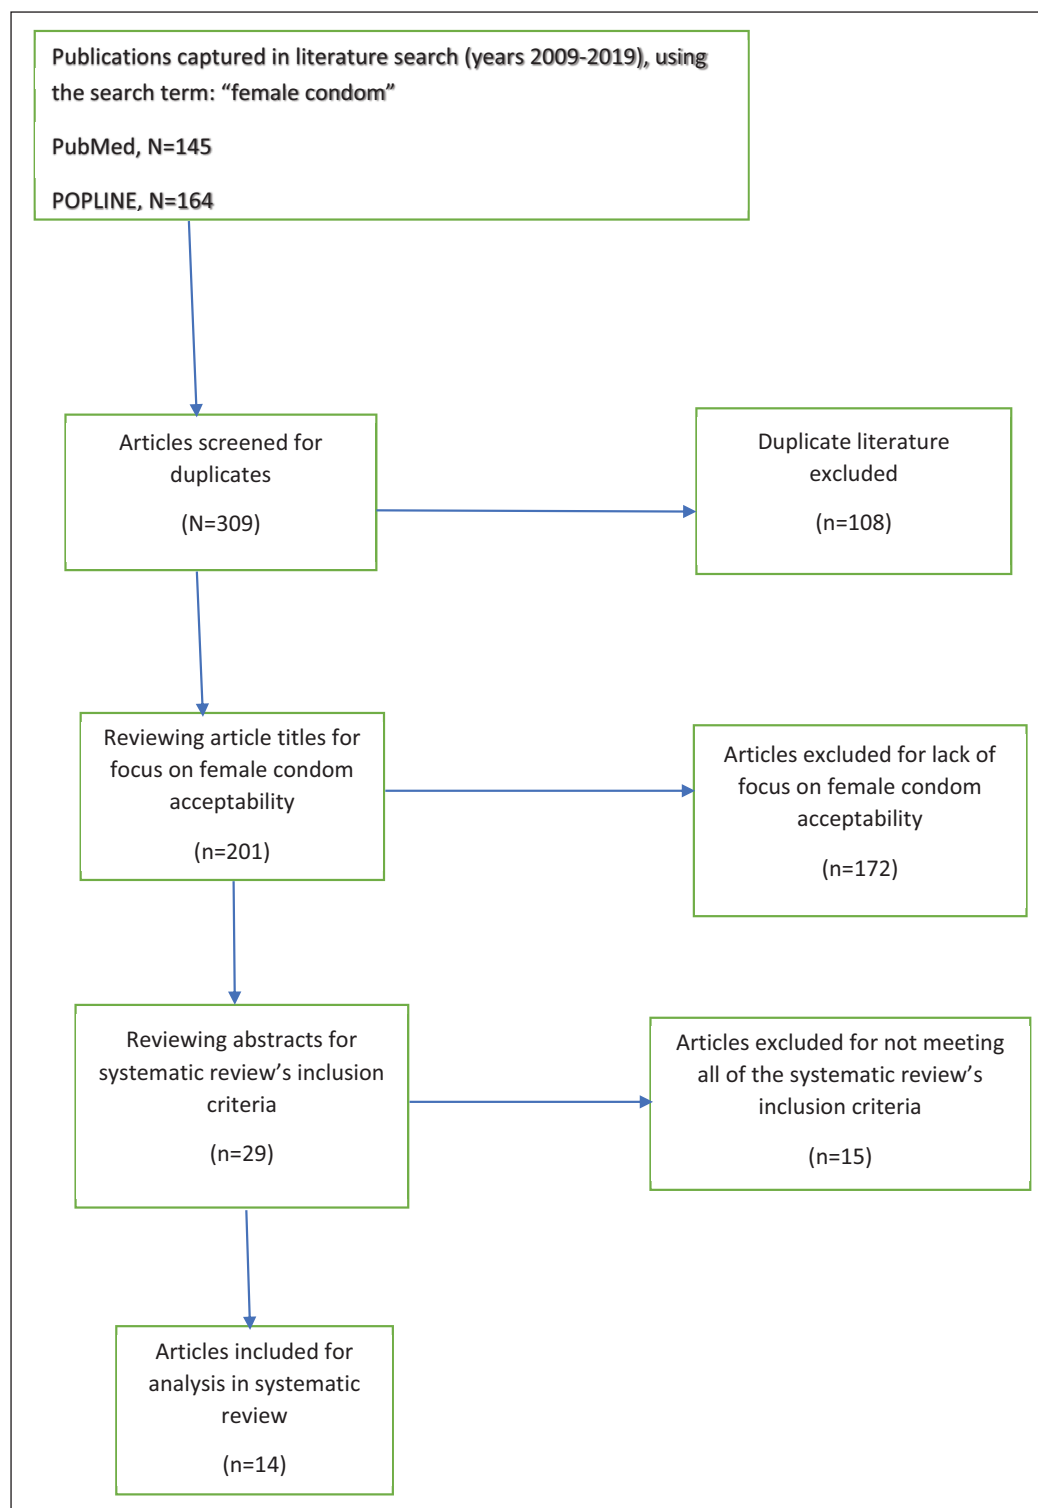 Publications captured in literature search (years 2009-2019), using
the search term: “female condom”
PubMed, N=145
POPLINE, N=164
Articles screened for
duplicates
(N=309)
Duplicate literature
excluded
(n=108)
Reviewing article titles for
focus on female condom
acceptability
(n=201)
Articles excluded for lack of
focus on female condom
acceptability
(n=172)
Reviewing abstracts for
systematic review’s inclusion
criteria
(n=29)
Articles excluded for not meeting
all of the systematic review’s
inclusion criteria
(n=15)
Articles included for
analysis in systematic
review
(n=14)